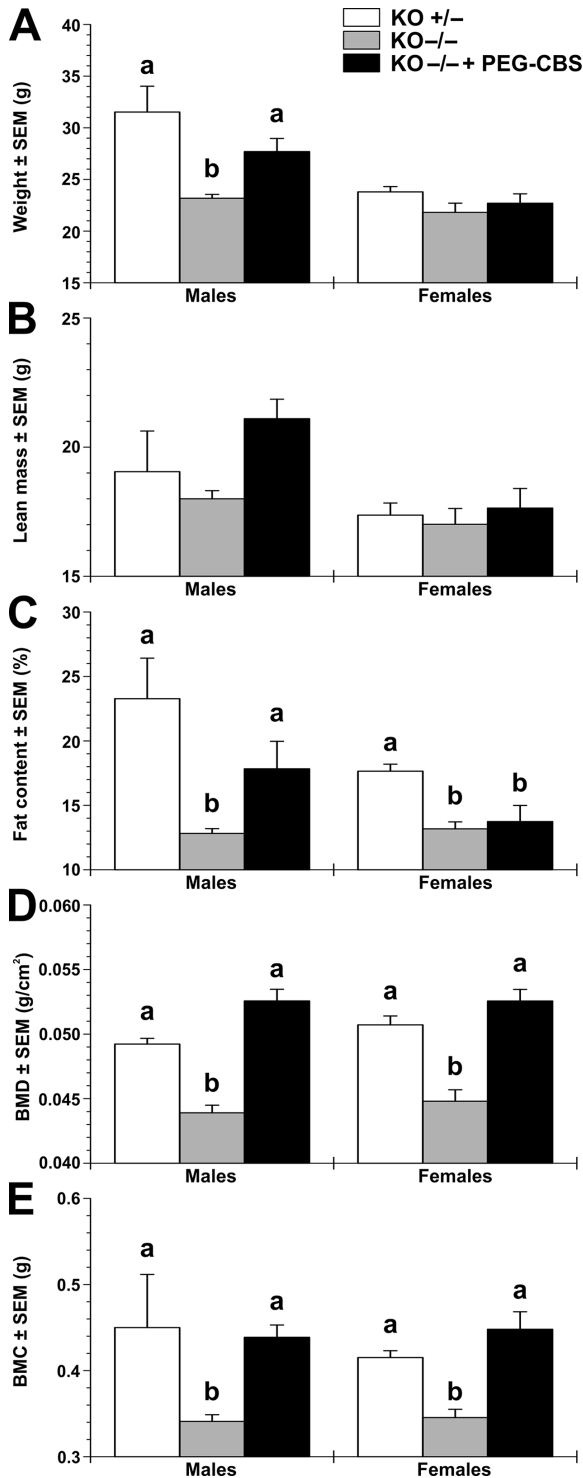 A
KO +/–
KO–/–
KO –/– + PEG-CBS
Weight ± SEM (g)
40
35
30
25
20
15
a
b
a
Males
Females
B
Lean mass ± SEM (g)
25
20
15
Males
Females
C
Fat content ± SEM (%)
30
25
20
15
10
a
b
a
a
b
b
Males
Females
D
BMD ± SEM (g/cm²)
0.060
0.055
0.050
0.045
0.040
a
b
a
a
b
a
Males
Females
E
BMC ± SEM (g)
0.6
0.5
0.4
0.3
a
b
a
a
b
a
Males
Females